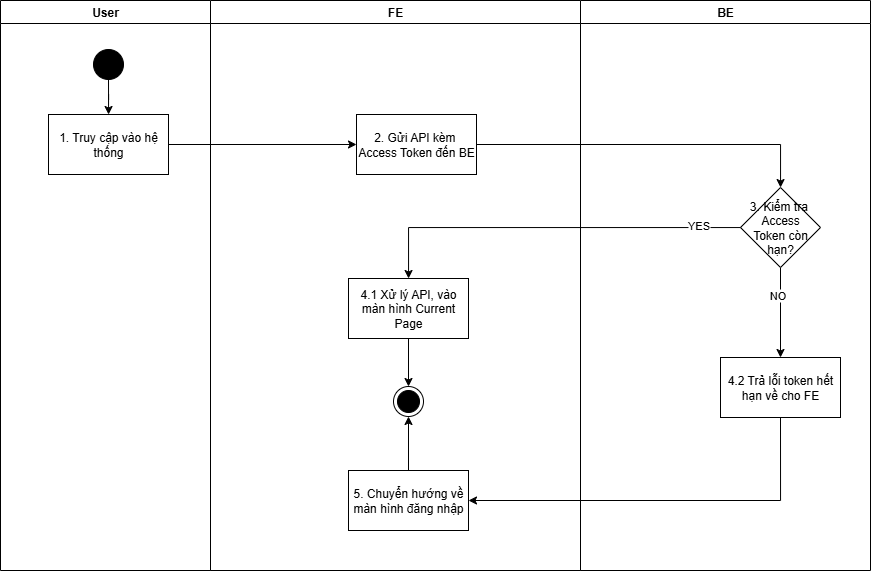 User
FE
BE
1. Truy cập vào hệ
thống
2. Gửi API kèm
Access Token đến BE
3. Kiểm tra
Access
Token còn
hạn?
YES
NO
4.1 Xử lý API, vào
màn hình Current
Page
4.2 Trả lỗi token hết
hạn về cho FE
5. Chuyển hướng về
màn hình đăng nhập